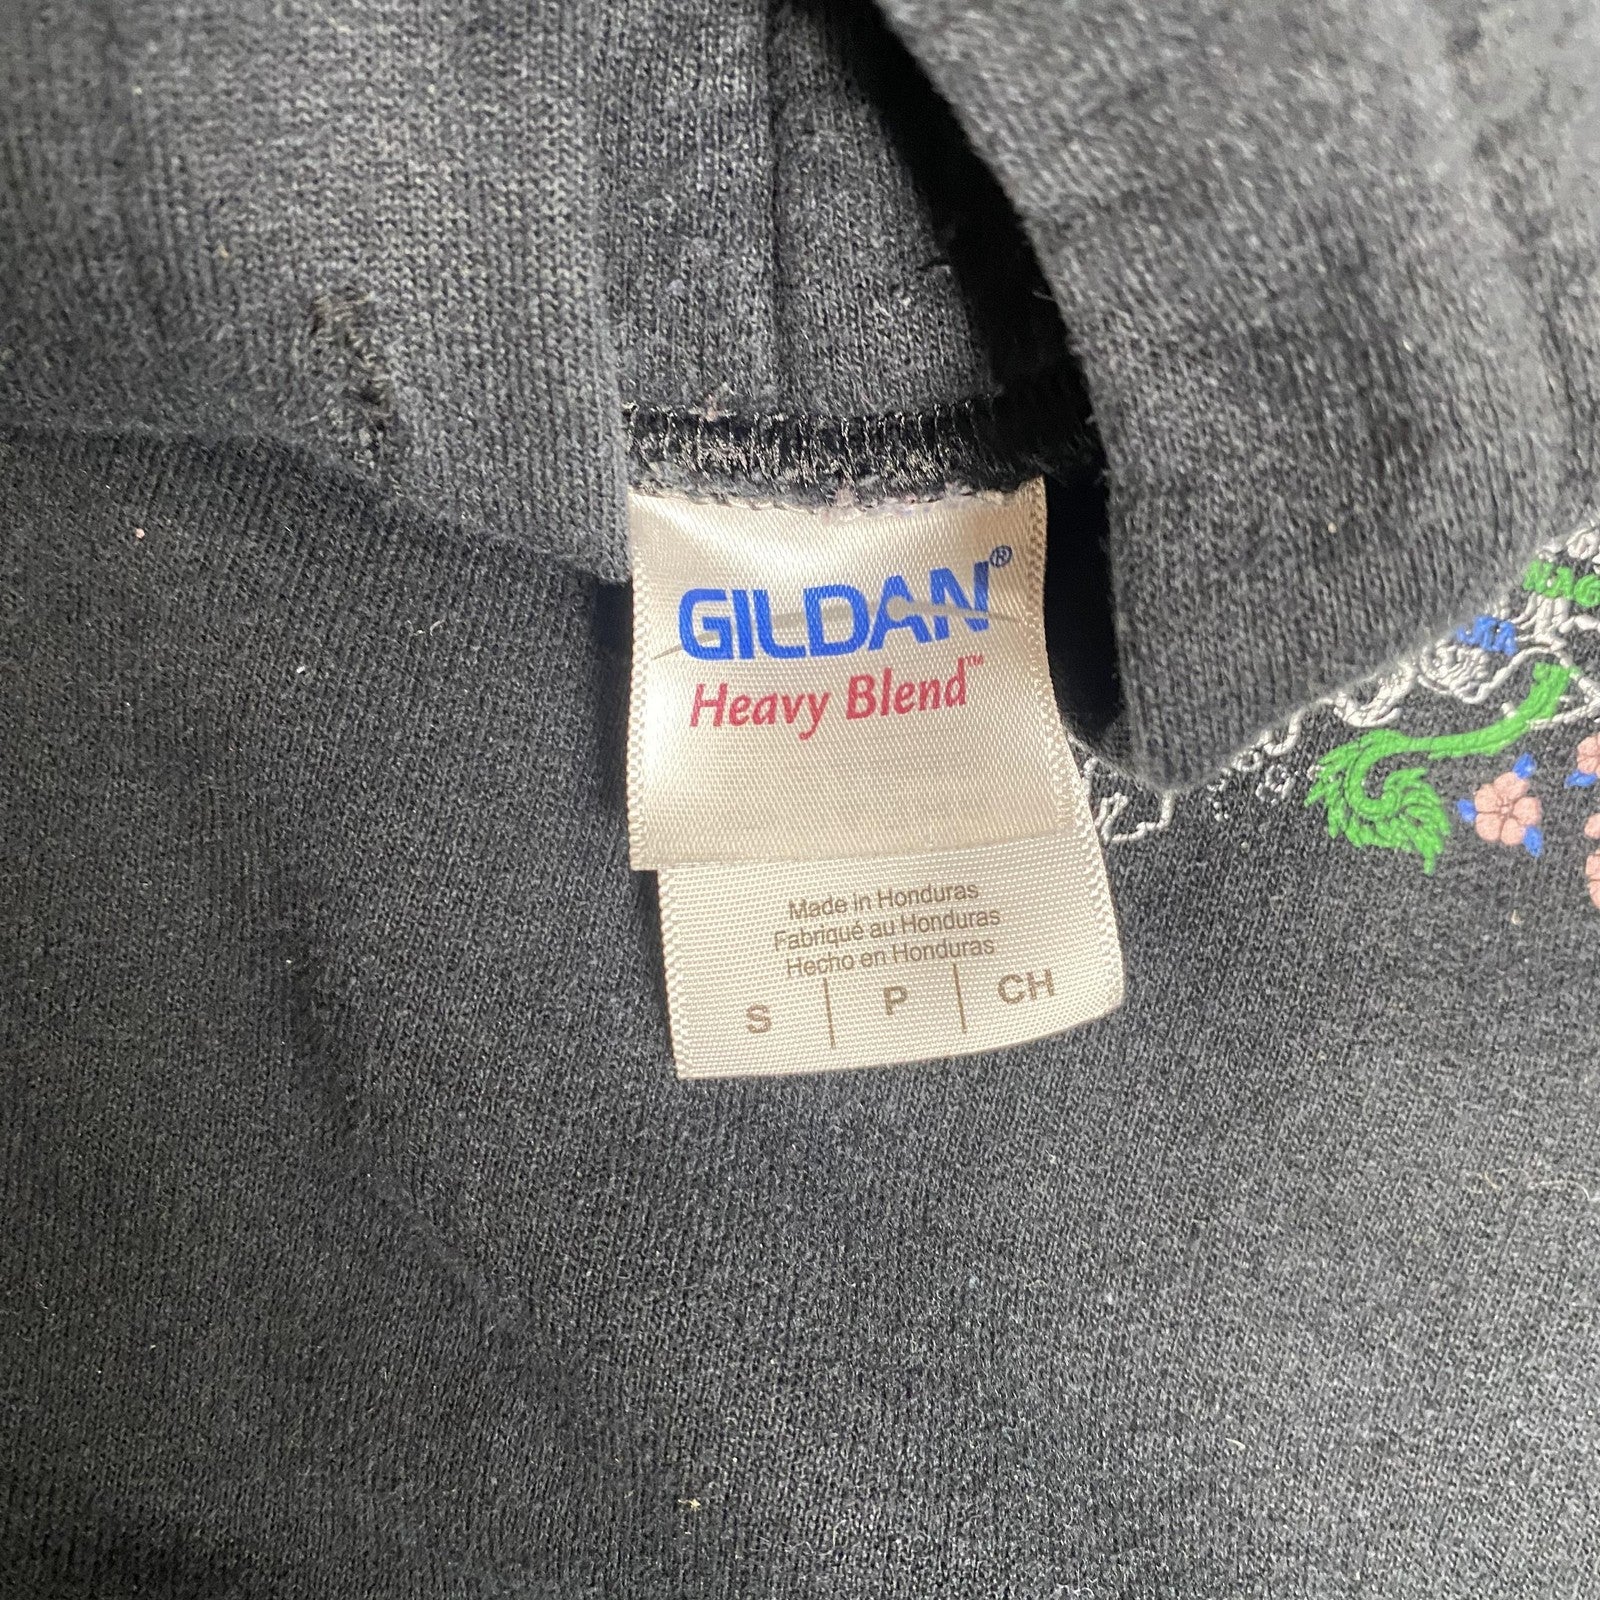 GILDAN®
Heavy Blend™
Made in Honduras
Fabriqué au Honduras
Hecho en Honduras
S | P | CH